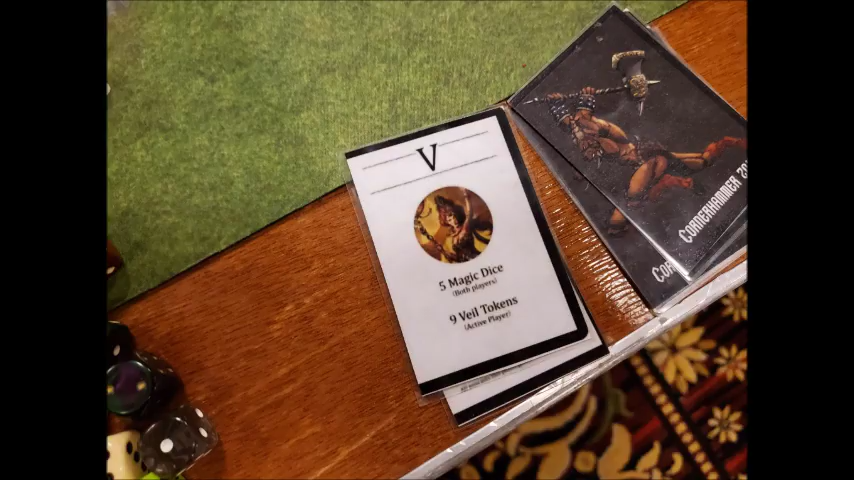 V
5 Magic Dice
(Both players)
9 Veil Tokens
(Active Player)
CORNERHAMMER